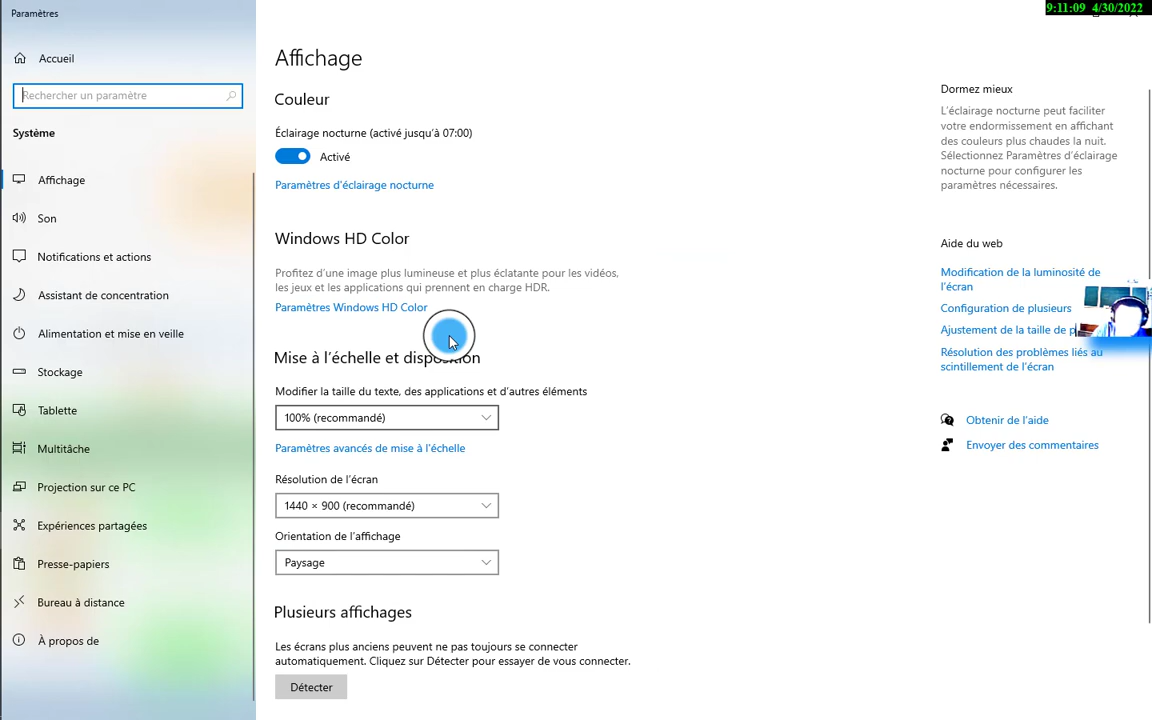 Paramètres
9:11:09 4/30/2022
Accueil
Rechercher un paramètre
Système
Affichage
Son
Notifications et actions
Assistant de concentration
Alimentation et mise en veille
Stockage
Tablette
Multitâche
Projection sur ce PC
Expériences partagées
Presse-papiers
Bureau à distance
À propos de
Affichage
Couleur
Éclairage nocturne (activé jusqu'à 07:00)
Activé
Paramètres d'éclairage nocturne
Windows HD Color
Profitez d'une image plus lumineuse et plus éclatante pour les vidéos,
les jeux et les applications qui prennent en charge HDR.
Paramètres Windows HD Color
Mise à l'échelle et disposition
Modifier la taille du texte, des applications et d'autres éléments
100% (recommandé)
Paramètres avancés de mise à l'échelle
Résolution de l'écran
1440 × 900 (recommandé)
Orientation de l'affichage
Paysage
Plusieurs affichages
Les écrans plus anciens peuvent ne pas toujours se connecter
automatiquement. Cliquez sur Détecter pour essayer de vous connecter.
Détecter
Dormez mieux
L'éclairage nocturne peut faciliter
votre endormissement en affichant
des couleurs plus chaudes la nuit.
Sélectionnez Paramètres d'éclairage
nocturne pour configurer les
paramètres nécessaires.
Aide du web
Modification de la luminosité de
l'écran
Configuration de plusieurs
Ajustement de la taille de
Résolution des problèmes liés au
scintillement de l'écran
Obtenir de l'aide
Envoyer des commentaires